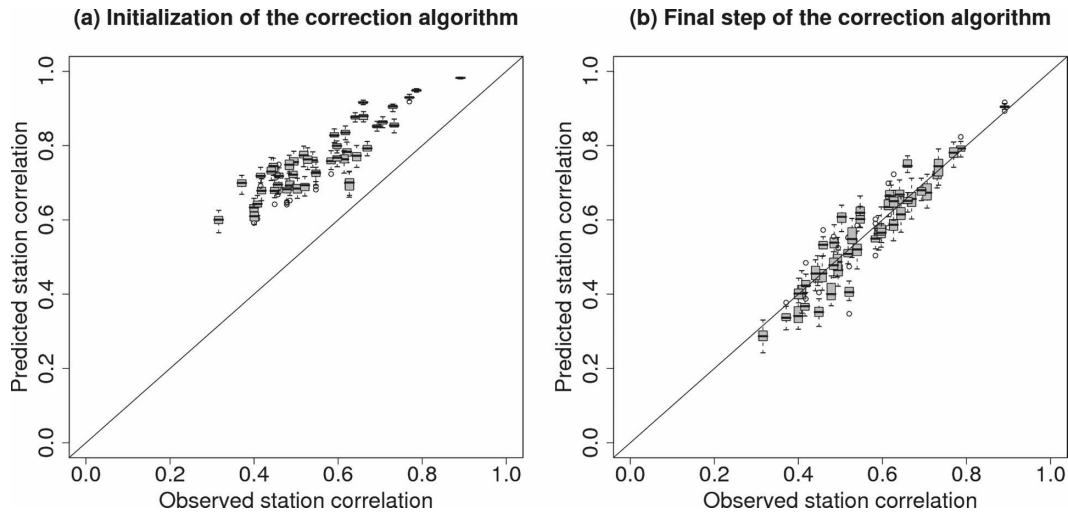 (a) Initialization of the correction algorithm
Predicted station correlation
1.0
0.8
0.6
0.4
0.2
0.0
0.0 0.2 0.4 0.6 0.8 1.0
Observed station correlation
(b) Final step of the correction algorithm
Predicted station correlation
1.0
0.8
0.6
0.4
0.2
0.0
0.0 0.2 0.4 0.6 0.8 1.0
Observed station correlation